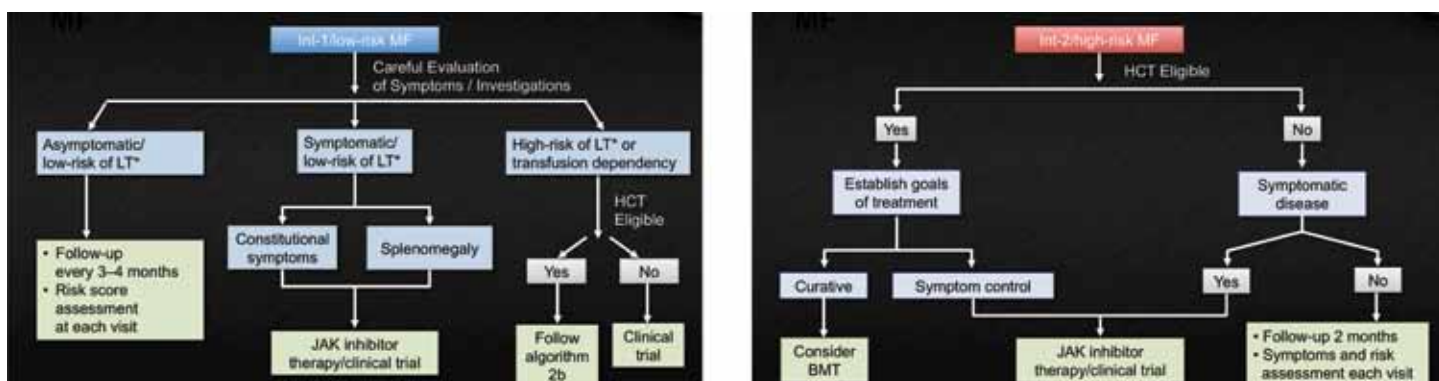 MF
Int-1/low-risk MF
Careful Evaluation
of Symptoms / Investigations
Asymptomatic/
low-risk of LT*
Symptomatic/
low-risk of LT*
High-risk of LT* or
transfusion dependency
HCT
Eligible
Constitutional
symptoms
Splenomegaly
• Follow-up
every 3–4 months
• Risk score
assessment
at each visit
Yes
No
JAK inhibitor
therapy/clinical trial
Follow
algorithm
2b
Clinical
trial
MF
Int-2/high-risk MF
HCT Eligible
Yes
No
Establish goals
of treatment
Symptomatic
disease
Curative
Symptom control
Yes
No
Consider
BMT
JAK inhibitor
therapy/clinical trial
• Follow-up 2 months
• Symptoms and risk
assessment each visit